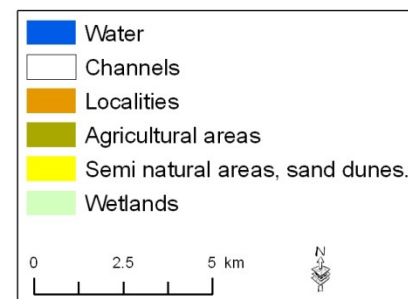 Water
Channels
Localities
Agricultural areas
Semi natural areas, sand dunes.
Wetlands
0 2.5 5 km
N